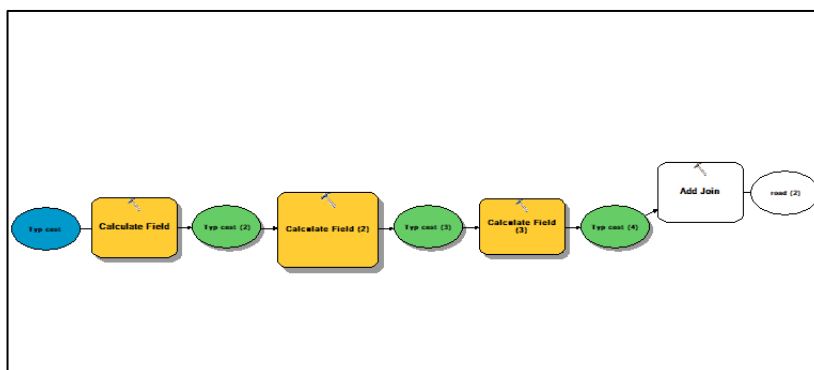 Typ cost
Calculate Field
Typ cost (2)
Calculate Field (2)
Typ cost (3)
Calculate Field
(3)
Typ cost (4)
Add Join
road (2)